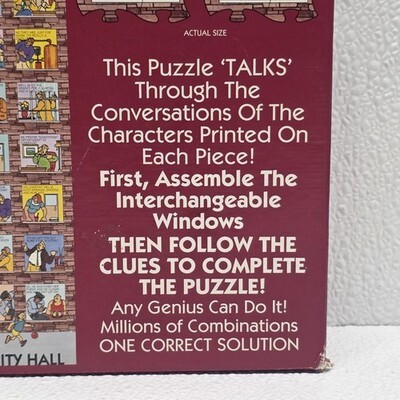 ACTUAL SIZE
This Puzzle 'TALKS'
Through The
Conversations Of The
Characters Printed On
Each Piece!
First, Assemble The
Interchangeable
Windows
THEN FOLLOW THE
CLUES TO COMPLETE
THE PUZZLE!
Any Genius Can Do It!
Millions of Combinations
ONE CORRECT SOLUTION
ITY HALL